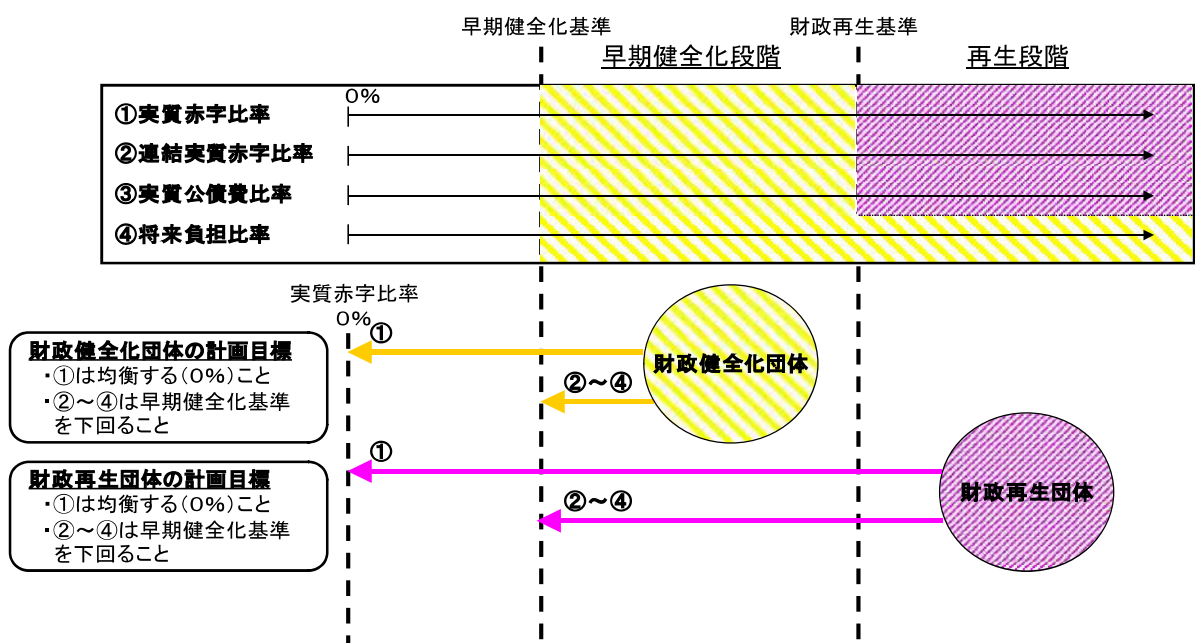 早期健全化基準
財政再生基準
早期健全化段階
再生段階
0%
①実質赤字比率
②連結実質赤字比率
③実質公債費比率
④将来負担比率
実質赤字比率
0%
財政健全化団体の計画目標
・①は均衡する(0%)こと
・②～④は早期健全化基準
を下回ること
①
②～④
財政健全化団体
財政再生団体の計画目標
・①は均衡する(0%)こと
・②～④は早期健全化基準
を下回ること
①
②～④
財政再生団体